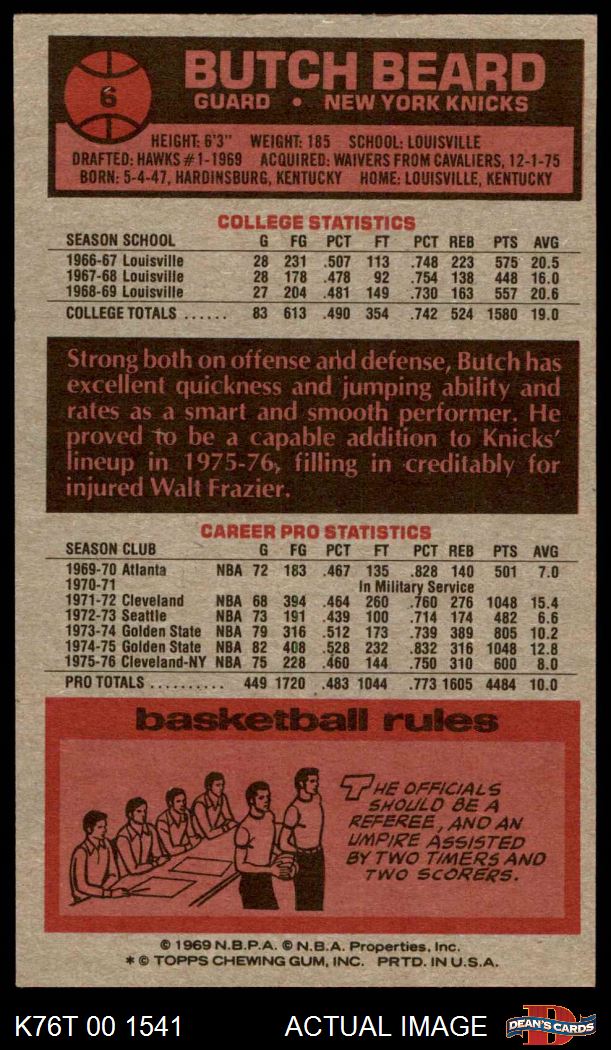 6
BUTCH BEARD
GUARD • NEW YORK KNICKS
HEIGHT: 6'3" WEIGHT: 185 SCHOOL: LOUISVILLE
DRAFTED: HAWKS #1-1969 ACQUIRED: WAIVERS FROM CAVALIERS, 12-1-75
BORN: 5-4-47, HARDINSBURG, KENTUCKY HOME: LOUISVILLE, KENTUCKY
COLLEGE STATISTICS
SEASON SCHOOL G FG PCT FT PCT REB PTS AVG
1966-67 Louisville 28 231 .507 113 .748 223 575 20.5
1967-68 Louisville 28 178 .478 92 .754 138 448 16.0
1968-69 Louisville 27 204 .481 149 .730 163 557 20.6
COLLEGE TOTALS ...... 83 613 .490 354 .742 524 1580 19.0
Strong both on offense and defense, Butch has
excellent quickness and jumping ability and
rates as a smart and smooth performer. He
proved to be a capable addition to Knicks'
lineup in 1975-76, filling in creditably for
injured Walt Frazier.
CAREER PRO STATISTICS
SEASON CLUB G FG PCT FT PCT REB PTS AVG
1969-70 Atlanta NBA 72 183 .467 135 .828 140 501 7.0
1970-71 In Military Service
1971-72 Cleveland NBA 68 394 .464 260 .760 276 1048 15.4
1972-73 Seattle NBA 73 191 .439 100 .714 174 482 6.6
1973-74 Golden State NBA 79 316 .512 173 .739 389 805 10.2
1974-75 Golden State NBA 82 408 .528 232 .832 316 1048 12.8
1975-76 Cleveland-NY NBA 75 228 .460 144 .750 310 600 8.0
PRO TOTALS .......... 449 1720 .483 1044 .773 1605 4484 10.0
basketball rules
THE OFFICIALS
SHOULD BE A
REFEREE, AND AN
UMPIRE ASSISTED
BY TWO TIMERS AND
TWO SCORERS.
© 1969 N.B.P.A. © N.B.A. Properties, Inc.
* © TOPPS CHEWING GUM, INC. PRTD. IN U.S.A.
K76T 00 1541 ACTUAL IMAGE
D
DEAN'S CARDS